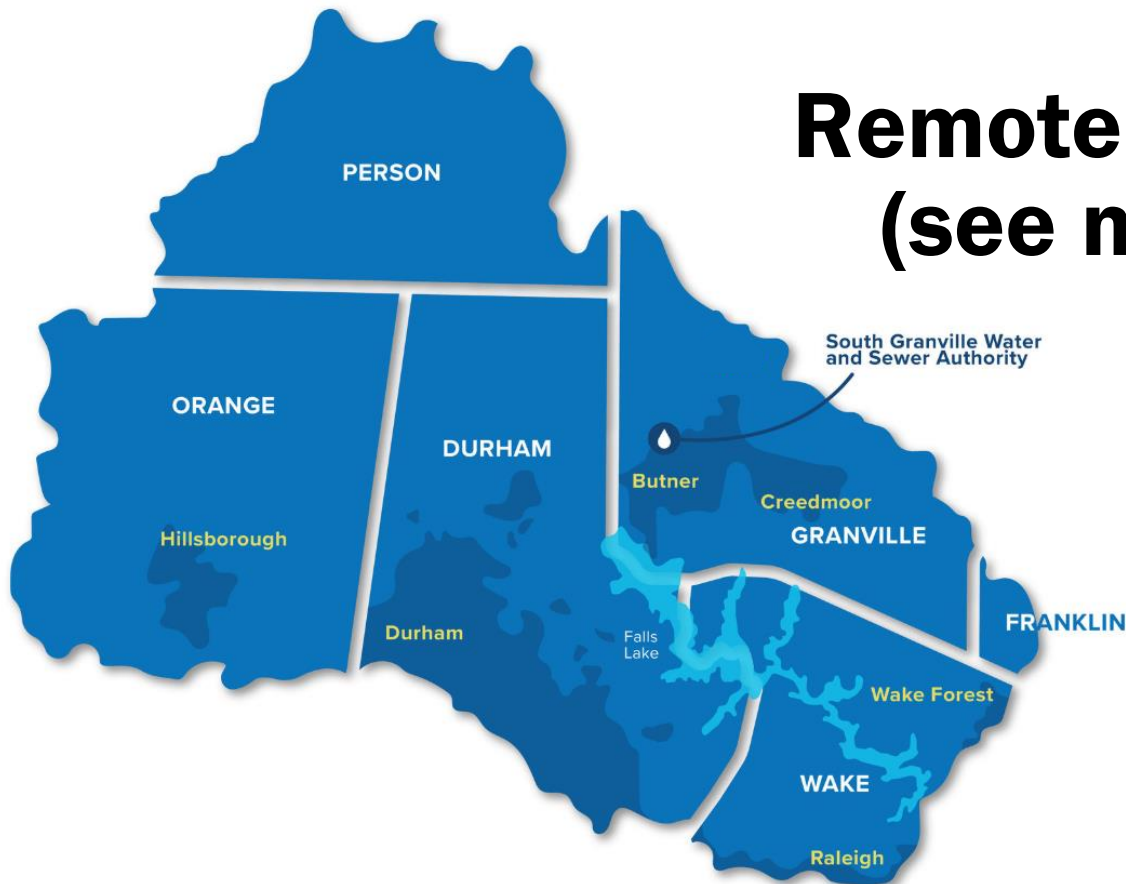 Remote
(see
PERSON
South Granville Water
and Sewer Authority
ORANGE
DURHAM
Butner
Creedmoor
GRANVILLE
Hillsborough
Durham
Falls
Lake
FRANKLIN
Wake Forest
WAKE
Raleigh